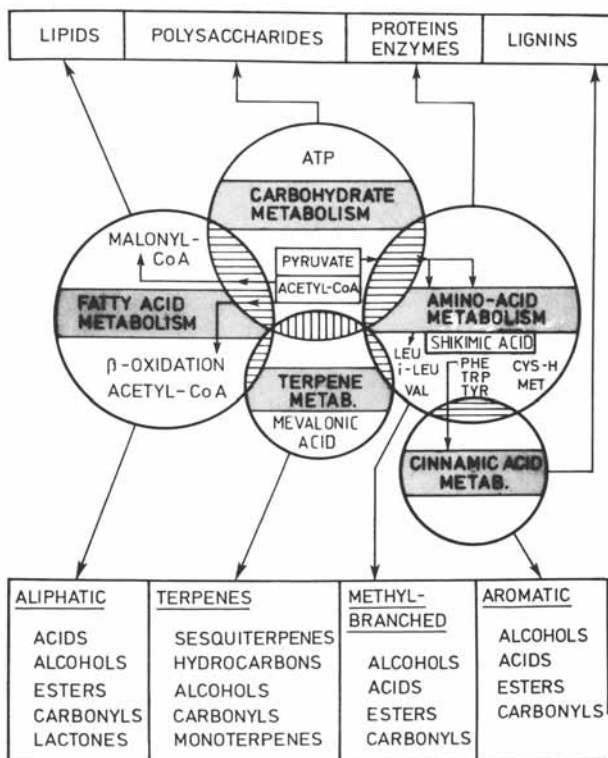 LIPIDS
POLYSACCHARIDES
PROTEINS
ENZYMES
LIGNINS
ATP
CARBOHYDRATE
METABOLISM
MALONYL-
CoA
PYRUVATE
ACETYL-CoA
FATTY ACID
METABOLISM
AMINO-ACID
METABOLISM
SHIKIMIC ACID
β-OXIDATION
ACETYL-CoA
LEU
i-LEU
VAL
PHE
TRP
TYR
CYS-H
MET
TERPENE
METAB.
MEVALONIC
ACID
CINNAMIC ACID
METAB.
ALIPHATIC
ACIDS
ALCOHOLS
ESTERS
CARBONYLS
LACTONES
TERPENES
SESQUITERPENES
HYDROCARBONS
ALCOHOLS
CARBONYLS
MONOTERPENES
METHYL-
BRANCHED
ALCOHOLS
ACIDS
ESTERS
CARBONYLS
AROMATIC
ALCOHOLS
ACIDS
ESTERS
CARBONYLS